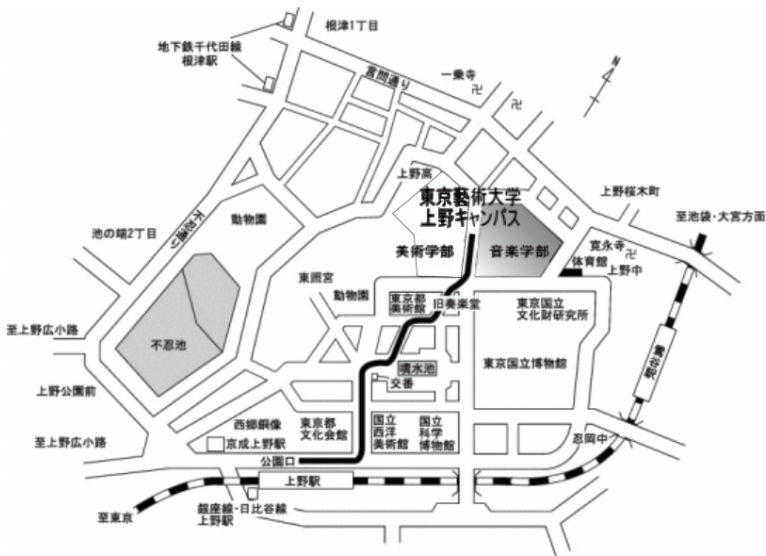 根津1丁目
地下鉄千代田線
根津駅
言問通り
一乗寺
N
上野高
東京藝術大学
上野キャンパス
上野桜木町
至池袋・大宮方面
不忍通り
動物園
池の端2丁目
美術学部
音楽学部
寛永寺
体育館
上野中
東照宮
動物園
東京都
美術館
旧奏楽堂
東京国立
文化財研究所
至上野広小路
不忍池
噴水池
交番
東京国立博物館
鶯谷駅
上野公園前
西郷銅像
東京都
文化会館
国立
西洋
美術館
国立
科学
博物館
忍岡中
至上野広小路
京成上野駅
公園口
上野駅
至東京
銀座線・日比谷線
上野駅